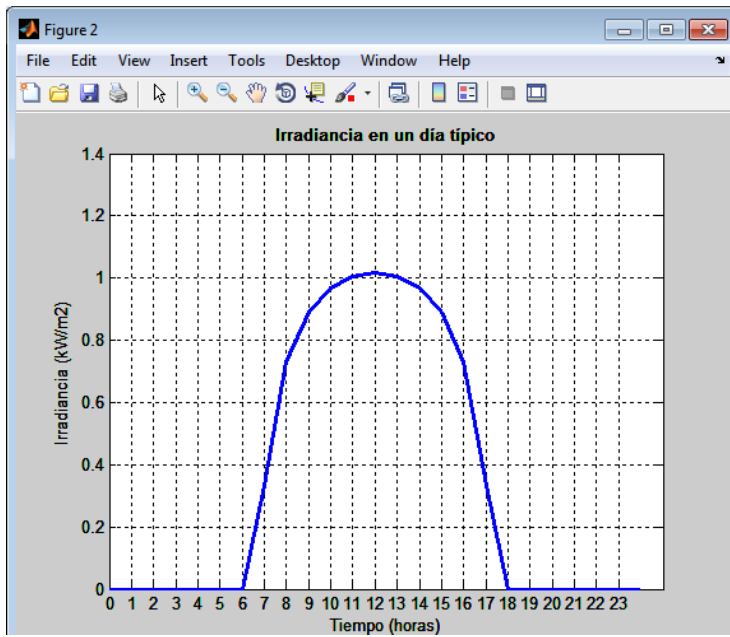 Figure 2
File Edit View Insert Tools Desktop Window Help
Irradiancia en un día típico
Irradiancia (kW/m2)
1.4
1.2
1
0.8
0.6
0.4
0.2
0
0 1 2 3 4 5 6 7 8 9 10 11 12 13 14 15 16 17 18 19 20 21 22 23
Tiempo (horas)